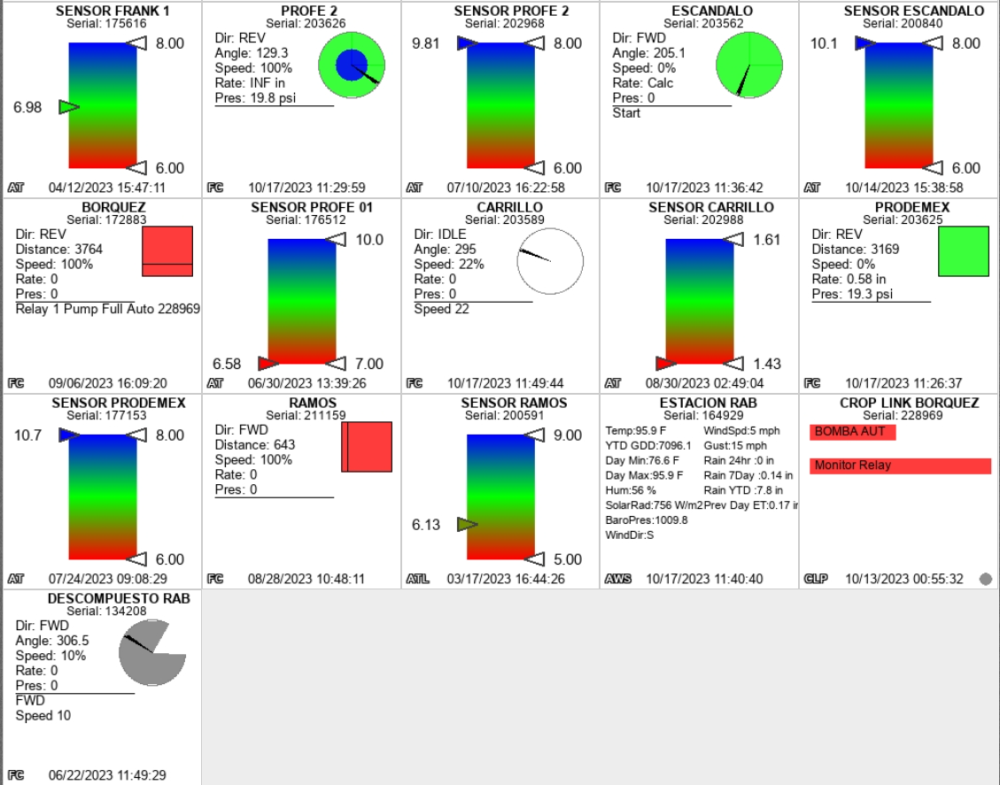 SENSOR FRANK 1
Serial: 175616
8.00
6.98
6.00
AT 04/12/2023 15:47:11
PROFE 2
Serial: 203626
Dir: REV
Angle: 129.3
Speed: 100%
Rate: INF in
Pres: 19.8 psi
FC 10/17/2023 11:29:59
SENSOR PROFE 2
Serial: 202968
9.81 8.00
6.00
AT 07/10/2023 16:22:58
ESCANDALO
Serial: 203562
Dir: FWD
Angle: 205.1
Speed: 0%
Rate: Calc
Pres: 0
Start
FC 10/17/2023 11:36:42
SENSOR ESCANDALO
Serial: 200840
10.1 8.00
6.00
AT 10/14/2023 15:38:58
BORQUEZ
Serial: 172883
Dir: REV
Distance: 3764
Speed: 100%
Rate: 0
Pres: 0
Relay 1 Pump Full Auto 228969
FC 09/06/2023 16:09:20
SENSOR PROFE 01
Serial: 176512
10.0
6.58 7.00
AT 06/30/2023 13:39:26
CARRILLO
Serial: 203589
Dir: IDLE
Angle: 295
Speed: 22%
Rate: 0
Pres: 0
Speed 22
FC 10/17/2023 11:49:44
SENSOR CARRILLO
Serial: 202988
1.61
1.43
AT 08/30/2023 02:49:04
PRODEMEX
Serial: 203625
Dir: REV
Distance: 3169
Speed: 0%
Rate: 0.58 in
Pres: 19.3 psi
FC 10/17/2023 11:26:37
SENSOR PRODEMEX
Serial: 177153
10.7 8.00
6.00
AT 07/24/2023 09:08:29
RAMOS
Serial: 211159
Dir: FWD
Distance: 643
Speed: 100%
Rate: 0
Pres: 0
FC 08/28/2023 10:48:11
SENSOR RAMOS
Serial: 200591
9.00
6.13
5.00
ATL 03/17/2023 16:44:26
ESTACION RAB
Serial: 164929
Temp:95.9 F WindSpd:5 mph
YTD GDD:7096.1 Gust:15 mph
Day Min:76.6 F Rain 24hr :0 in
Day Max:95.9 F Rain 7Day :0.14 in
Hum:56 % Rain YTD :7.8 in
SolarRad:756 W/m2 Prev Day ET:0.17 in
BaroPres:1009.8
WindDir:S
AWS 10/17/2023 11:40:40
CROP LINK BORQUEZ
Serial: 228969
BOMBA AUT
Monitor Relay
CLP 10/13/2023 00:55:32
DESCOMPUESTO RAB
Serial: 134208
Dir: FWD
Angle: 306.5
Speed: 10%
Rate: 0
Pres: 0
FWD
Speed 10
FC 06/22/2023 11:49:29